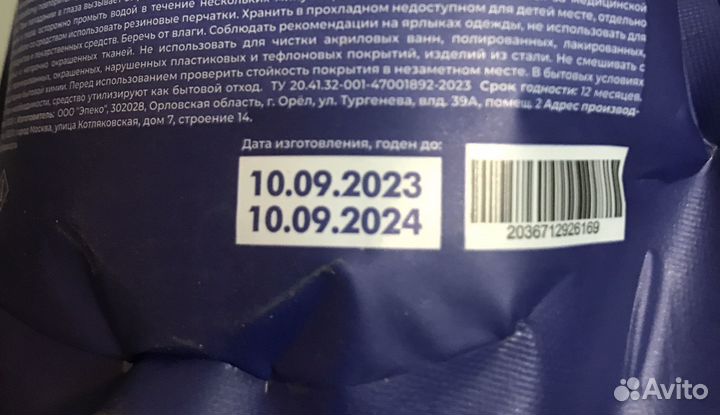 попадании в глаза вызывает
осторожно промыть водой в течение нескольких
средством использовать резиновые перчатки. Хранить в прохладном недоступном для детей месте, отдельно
и лекарственных средств. Беречь от влаги. Соблюдать рекомендации на ярлыках одежды, не использовать для
окрашенных тканей. Не использовать для чистки акриловых ванн, полированных, лакированных,
окрашенных, нарушенных пластиковых и тефлоновых покрытий, изделий из стали. Не смешивать с
химии. Перед использованием проверить стойкость покрытия в незаметном месте. В бытовых условиях
средство утилизируют как бытовой отход. ТУ 20.41.32-001-47001892-2023 Срок годности: 12 месяцев.
Изготовитель: ООО "Эпеко", 302028, Орловская область, г. Орёл, ул. Тургенева, влд. 39А, помещ. 2 Адрес производ-
город Москва, улица Котляковская, дом 7, строение 14.
Дата изготовления, годен до:
10.09.2023
10.09.2024
2036712926169
Avito